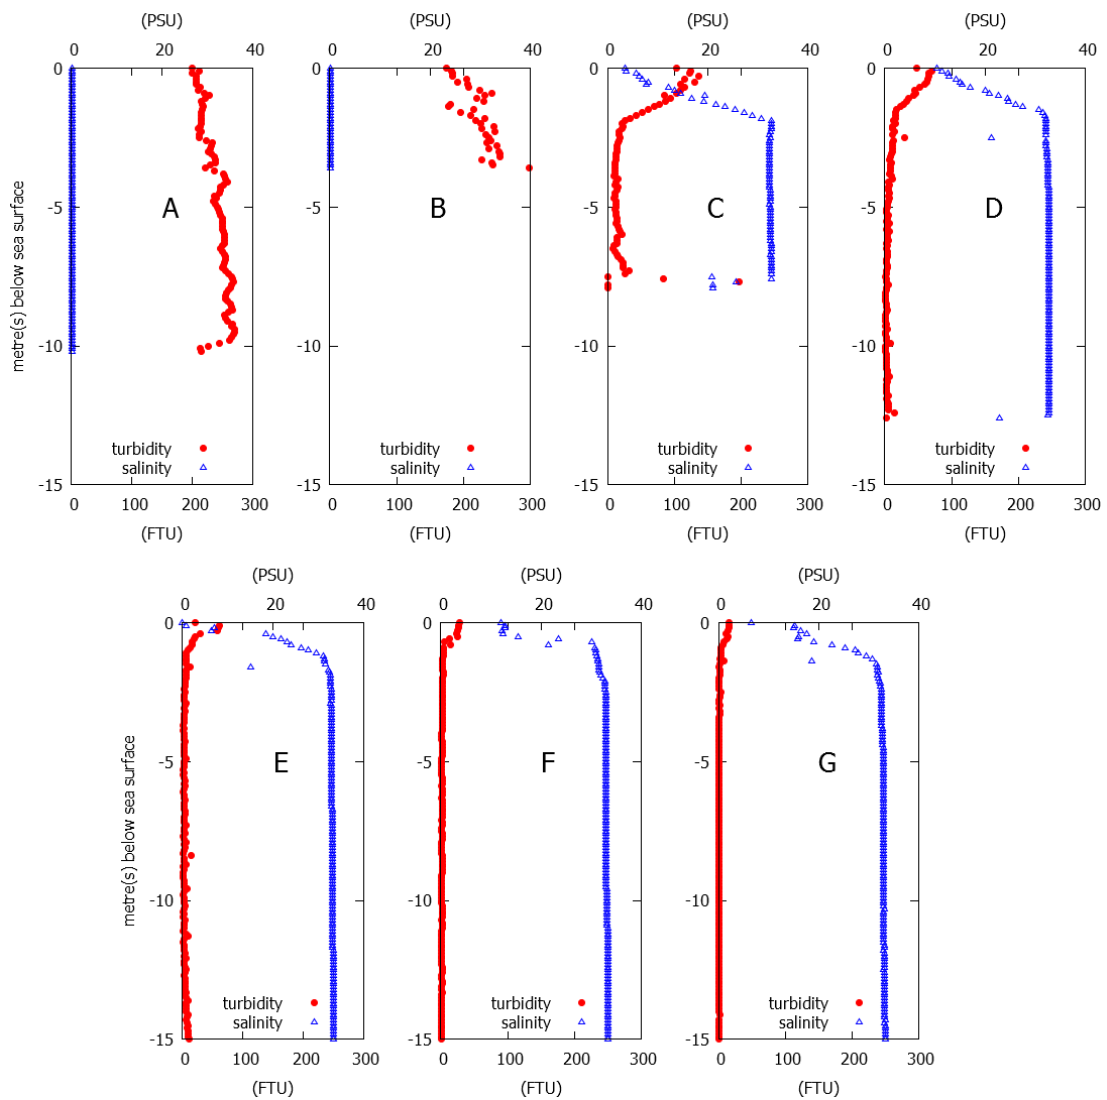 (PSU) (PSU) (PSU) (PSU)
0 20 40 0 20 40 0 20 40 0 20 40
metre(s) below sea surface
0 0 0 0
-5 -5 -5 -5
-10 -10 -10 -10
-15 -15 -15 -15
A B C D
turbidity turbidity turbidity turbidity
salinity salinity salinity salinity
0 100 200 300 0 100 200 300 0 100 200 300 0 100 200 300
(FTU) (FTU) (FTU) (FTU)
(PSU) (PSU) (PSU)
0 20 40 0 20 40 0 20 40
metre(s) below sea surface
0 0 0
-5 -5 -5
-10 -10 -10
-15 -15 -15
E F G
turbidity turbidity turbidity
salinity salinity salinity
0 100 200 300 0 100 200 300 0 100 200 300
(FTU) (FTU) (FTU)